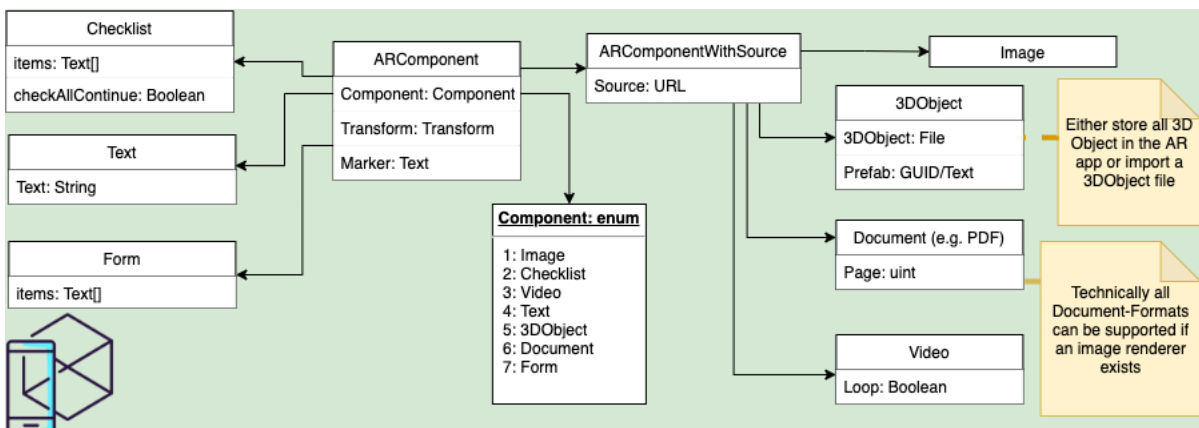 Checklist
items: Text[]
checkAllContinue: Boolean
Text
Text: String
Form
items: Text[]
ARComponent
Component: Component
Transform: Transform
Marker: Text
Component: enum
1: Image
2: Checklist
3: Video
4: Text
5: 3DObject
6: Document
7: Form
ARComponentWithSource
Source: URL
Image
3DObject
3DObject: File
Prefab: GUID/Text
Either store all 3D
Object in the AR
app or import a
3DObject file
Document (e.g. PDF)
Page: uint
Technically all
Document-Formats
can be supported if
an image renderer
exists
Video
Loop: Boolean